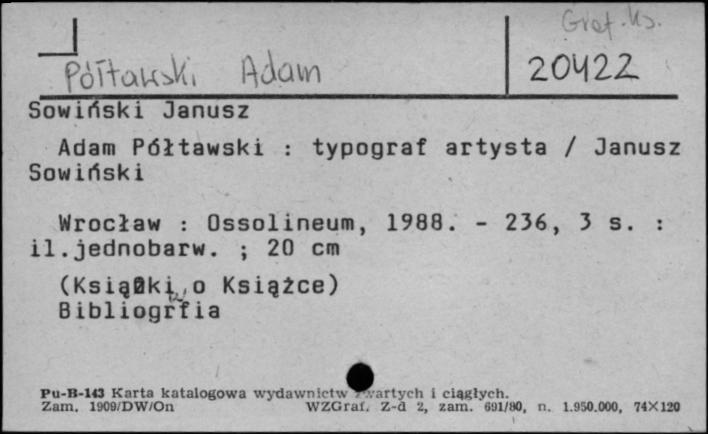 Graf. ks.
Półtawski Adam 20422
Sowiński Janusz
Adam Półtawski : typograf artysta / Janusz
Sowiński
Wrocław : Ossolineum, 1988. - 236, 3 s. :
il.jednobarw. ; 20 cm
(Książki o Książce)
Bibliografia
Pu-B-143 Karta katalogowa wydawnictw zwartych i ciągłych.
Zam. 1909/DW/On WZGraf. Z-d 2, zam. 691/80, n. 1.950.000, 74×120